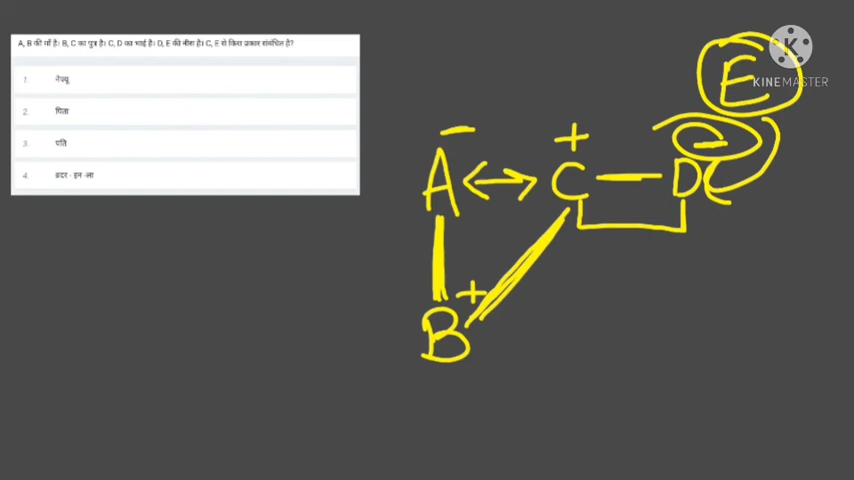 A, B की माँ है। B, C का पुत्र है। C, D का भाई है। D, E की नीस है। C, E से किस प्रकार संबंधित है?
1. नेफ्यू
2. पिता
3. पति
4. ब्रदर - इन -ला
E
K
KINEMASTER
− + −
A ↔ C — D
+
B